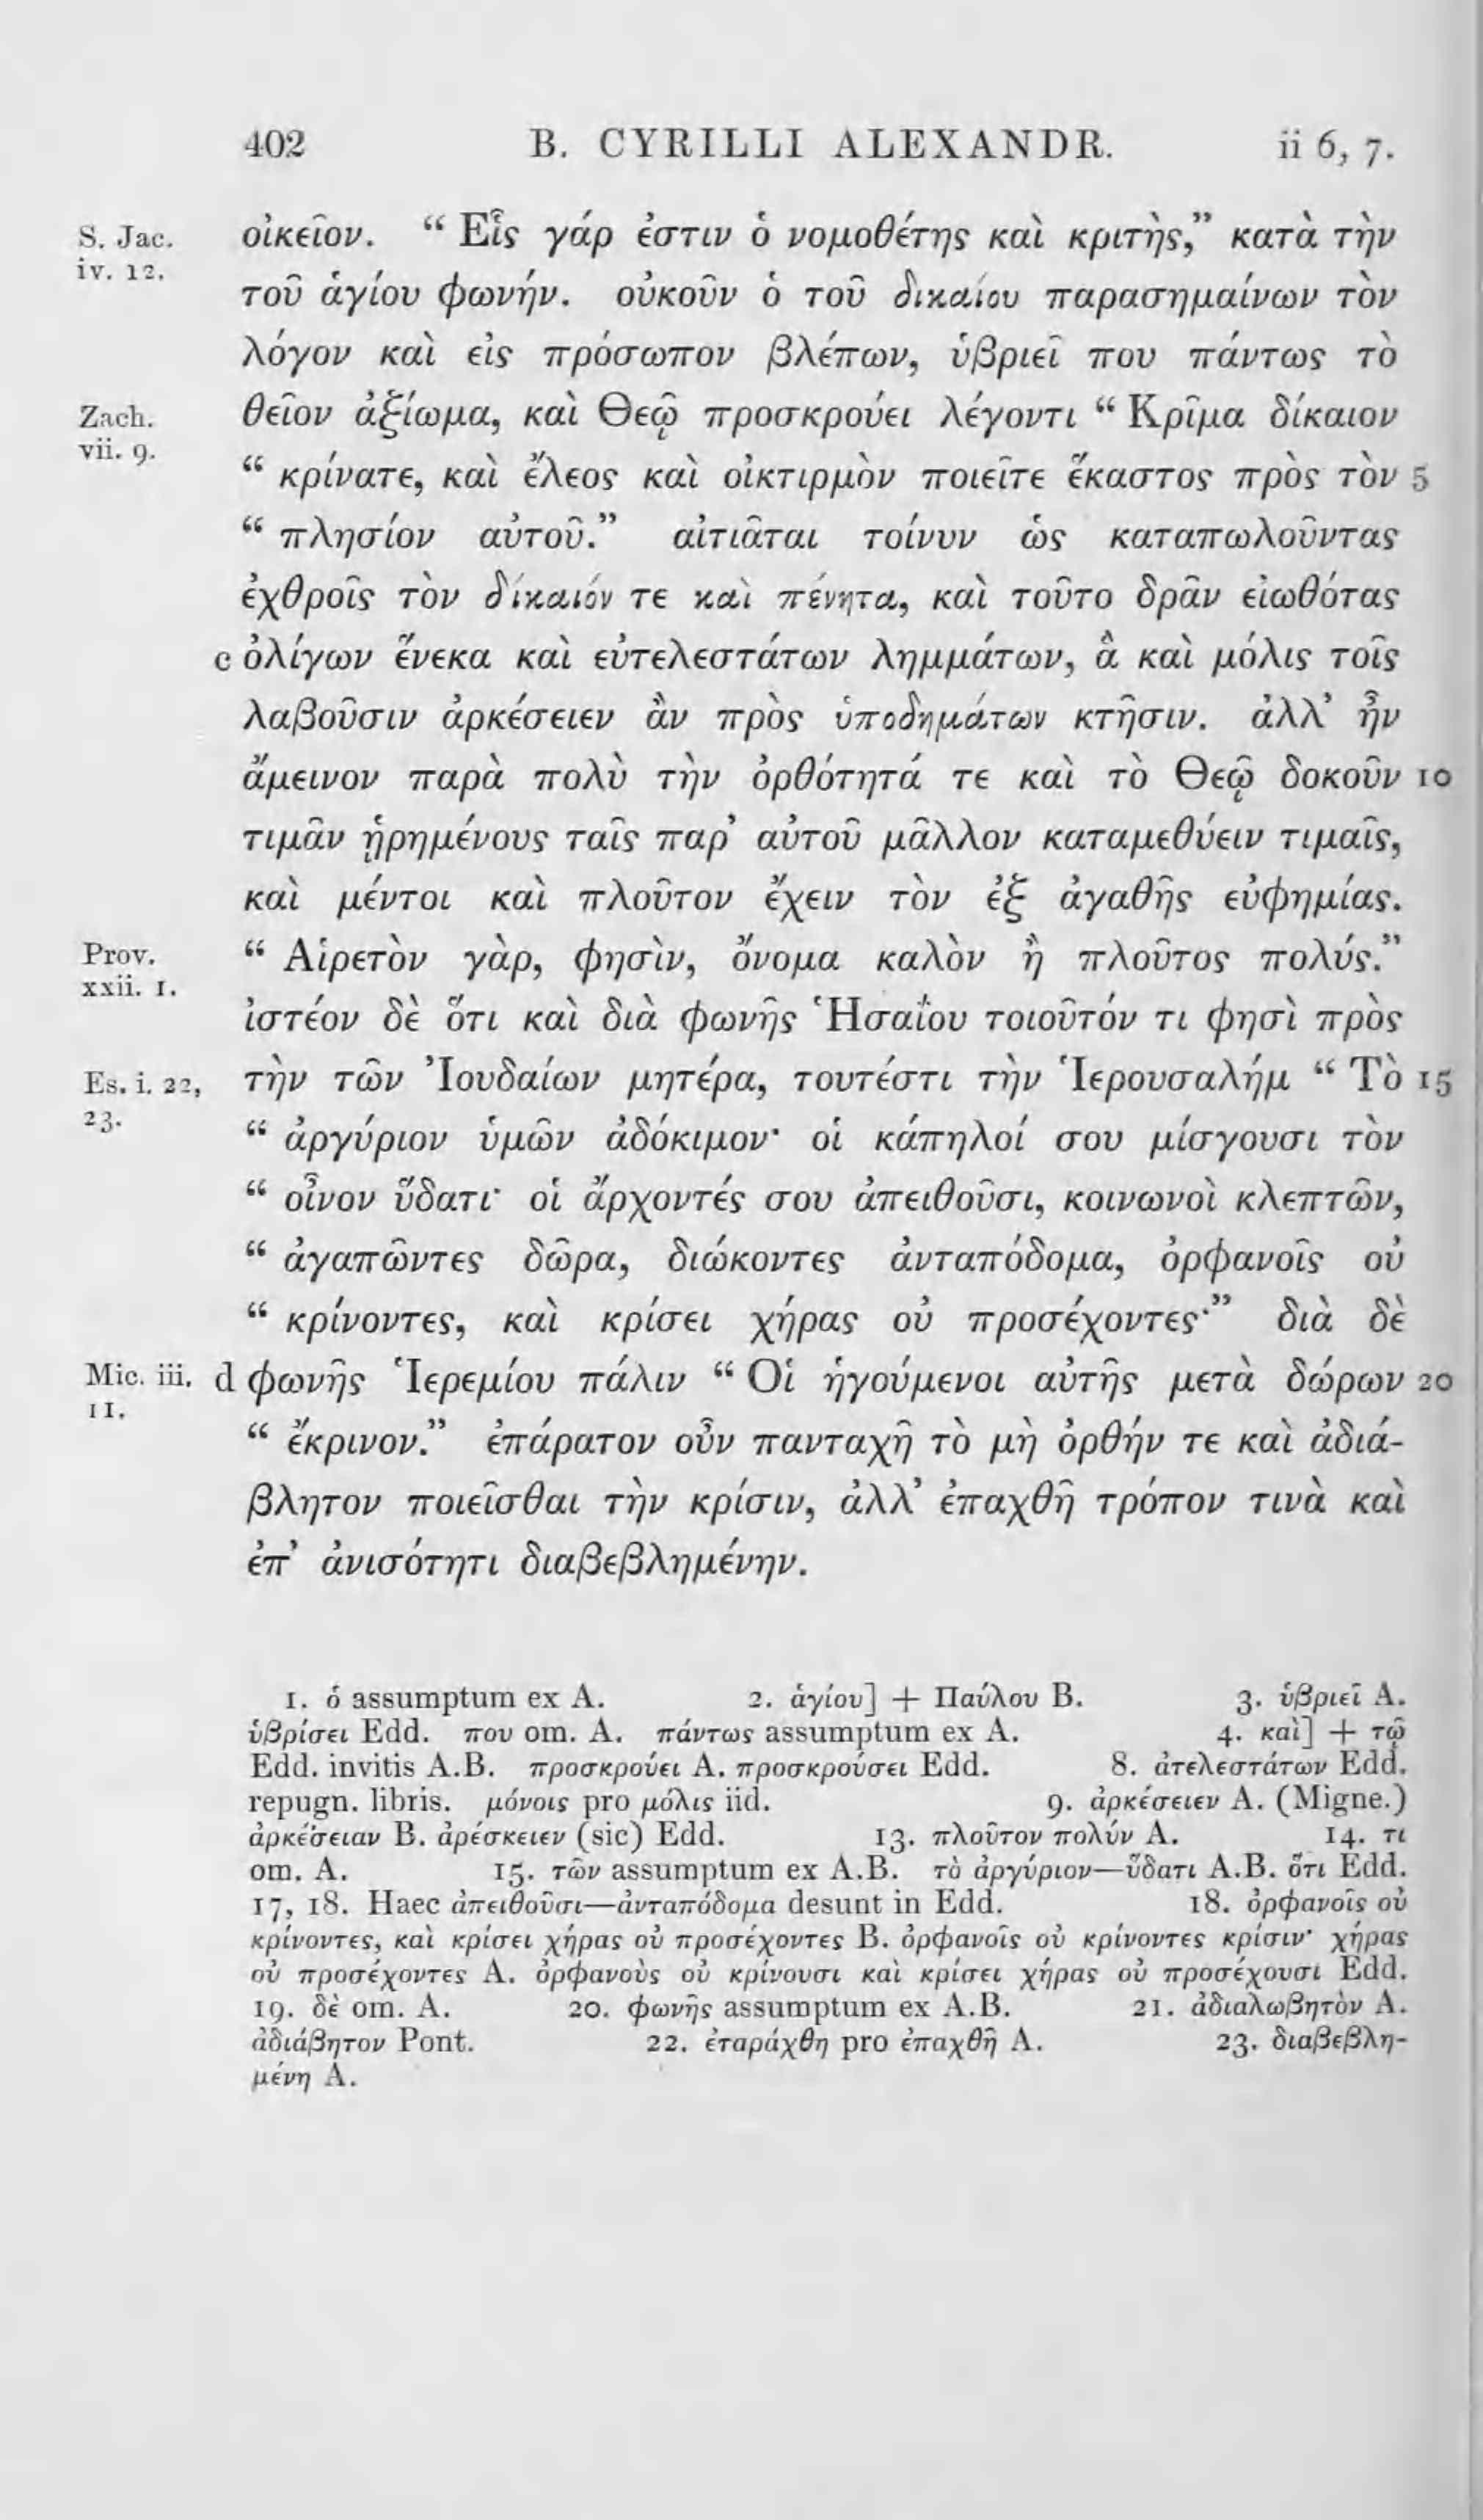 402 B. CYRILLI ALEXANDR. ii 6, 7.
S. Jac. οἰκεῖον. “ Εἷς γάρ ἐστιν ὁ νομοθέτης καὶ κριτὴς,” κατὰ τὴν
iv. 12.
τοῦ ἁγίου φωνήν. οὐκοῦν ὁ τοῦ δικαίου παρασημαίνων τὸν
λόγον καὶ εἰς πρόσωπον βλέπων, ὑβριεῖ που πάντως τὸ
Zach. θεῖον ἀξίωμα, καὶ Θεῷ προσκρούει λέγοντι “ Κρῖμα δίκαιον
vii. 9.
“ κρίνατε, καὶ ἔλεος καὶ οἰκτιρμὸν ποιεῖτε ἕκαστος πρὸς τὸν 5
“ πλησίον αὐτοῦ.” αἰτιᾶται τοίνυν ὡς καταπωλοῦντας
ἐχθροῖς τὸν δίκαιόν τε καὶ πένητα, καὶ τοῦτο δρᾶν εἰωθότας
c ὀλίγων ἕνεκα καὶ εὐτελεστάτων λημμάτων, ἃ καὶ μόλις τοῖς
λαβοῦσιν ἀρκέσειεν ἂν πρὸς ὑποδημάτων κτῆσιν. ἀλλ’ ἦν
ἄμεινον παρὰ πολὺ τὴν ὀρθότητά τε καὶ τὸ Θεῷ δοκοῦν 10
τιμᾶν ᾑρημένους ταῖς παρ’ αὐτοῦ μᾶλλον καταμεθύειν τιμαῖς,
καὶ μέντοι καὶ πλοῦτον ἔχειν τὸν ἐξ ἀγαθῆς εὐφημίας.
Prov. “ Αἱρετὸν γὰρ, φησὶν, ὄνομα καλὸν ἢ πλοῦτος πολύς.”
xxii. 1.
ἰστέον δὲ ὅτι καὶ διὰ φωνῆς Ἡσαΐου τοιοῦτόν τι φησὶ πρὸς
Es. i. 22, τὴν τῶν Ἰουδαίων μητέρα, τουτέστι τὴν Ἱερουσαλήμ “ Τὸ 15
23.
“ ἀργύριον ὑμῶν ἀδόκιμον· οἱ κάπηλοί σου μίσγουσι τὸν
“ οἶνον ὕδατι· οἱ ἄρχοντές σου ἀπειθοῦσι, κοινωνοὶ κλεπτῶν,
“ ἀγαπῶντες δῶρα, διώκοντες ἀνταπόδομα, ὀρφανοῖς οὐ
“ κρίνοντες, καὶ κρίσει χήρας οὐ προσέχοντες·” διὰ δὲ
Mic. iii. d φωνῆς Ἱερεμίου πάλιν “ Οἱ ἡγούμενοι αὐτῆς μετὰ δώρων 20
11.
“ ἔκρινον.” ἐπάρατον οὖν πανταχῆ τὸ μὴ ὀρθήν τε καὶ ἀδιά-
βλητον ποιεῖσθαι τὴν κρίσιν, ἀλλ’ ἐπαχθῆ τρόπον τινὰ καὶ
ἐπ’ ἀνισότητι διαβεβλημένην.
1. ὁ assumptum ex A. 2. ἁγίου] + Παύλου B. 3. ὑβριεῖ A.
ὑβρίσει Edd. που om. A. πάντως assumptum ex A. 4. καὶ] + τῷ
Edd. invitis A.B. προσκρούει A. προσκρούσει Edd. 8. ἀτελεστάτων Edd.
repugn. libris. μόνοις pro μόλις iid. 9. ἀρκέσειεν A. (Migne.)
ἀρκέσειαν B. ἀρέσκειεν (sic) Edd. 13. πλοῦτον πολύν A. 14. τι
om. A. 15. τῶν assumptum ex A.B. τὸ ἀργύριον—ὕδατι A.B. ὅτι Edd.
17, 18. Haec ἀπειθοῦσι—ἀνταπόδομα desunt in Edd. 18. ὀρφανοῖς οὐ
κρίνοντες, καὶ κρίσει χήρας οὐ προσέχοντες B. ὀρφανοῖς οὐ κρίνοντες κρίσιν· χήρας
οὐ προσέχοντες A. ὀρφανοὺς οὐ κρίνουσι καὶ κρίσει χήρας οὐ προσέχουσι Edd.
19. δὲ om. A. 20. φωνῆς assumptum ex A.B. 21. ἀδιαλωβητὸν A.
ἀδιάβητον Pont. 22. ἐταράχθη pro ἐπαχθῆ A. 23. διαβεβλη-
μένη A.